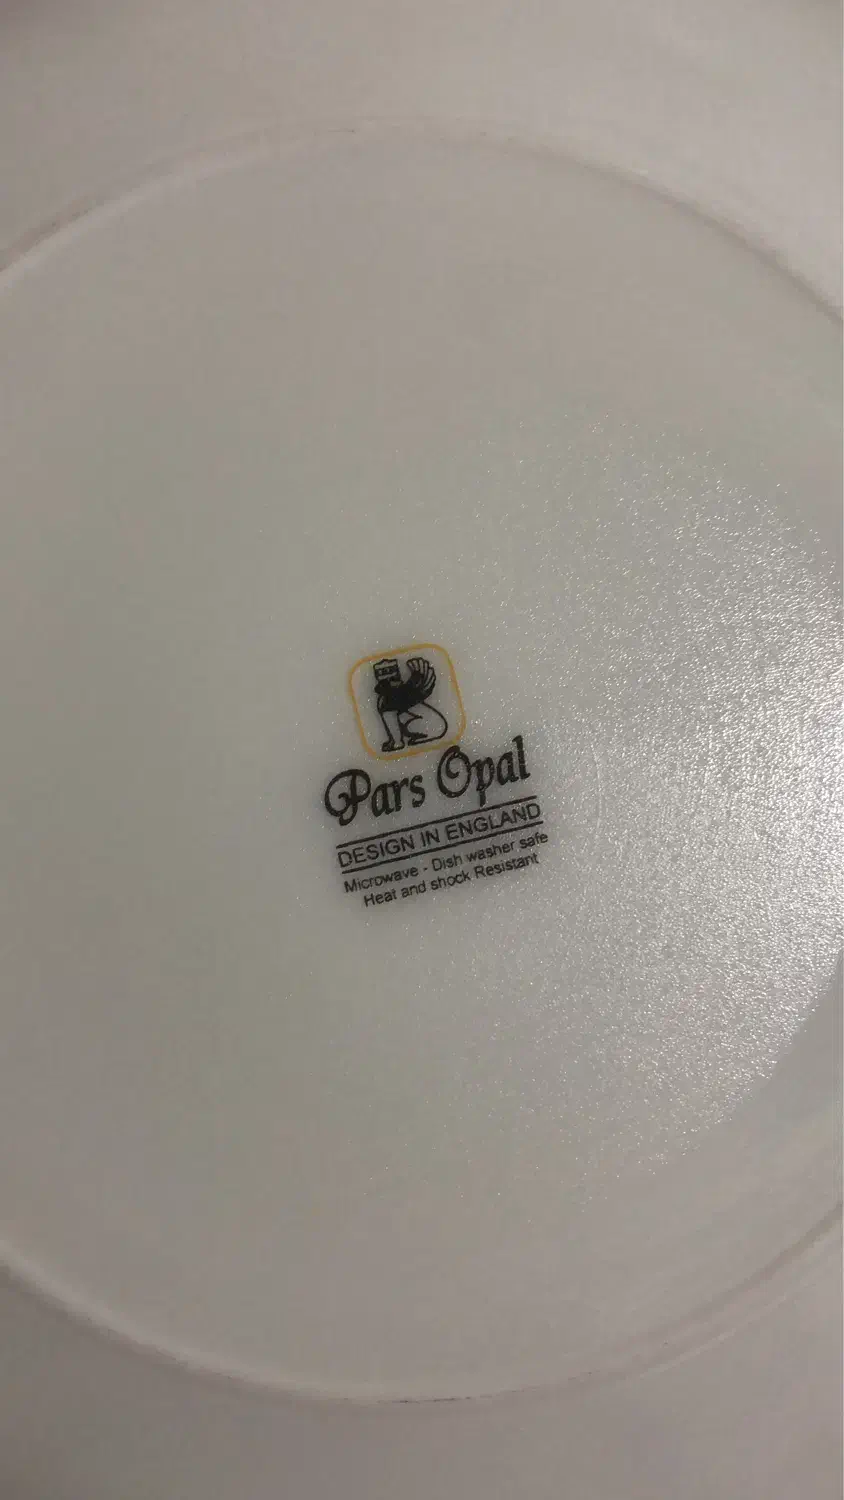 Pars Opal
DESIGN IN ENGLAND
Microwave - Dish washer safe
Heat and shock Resistant